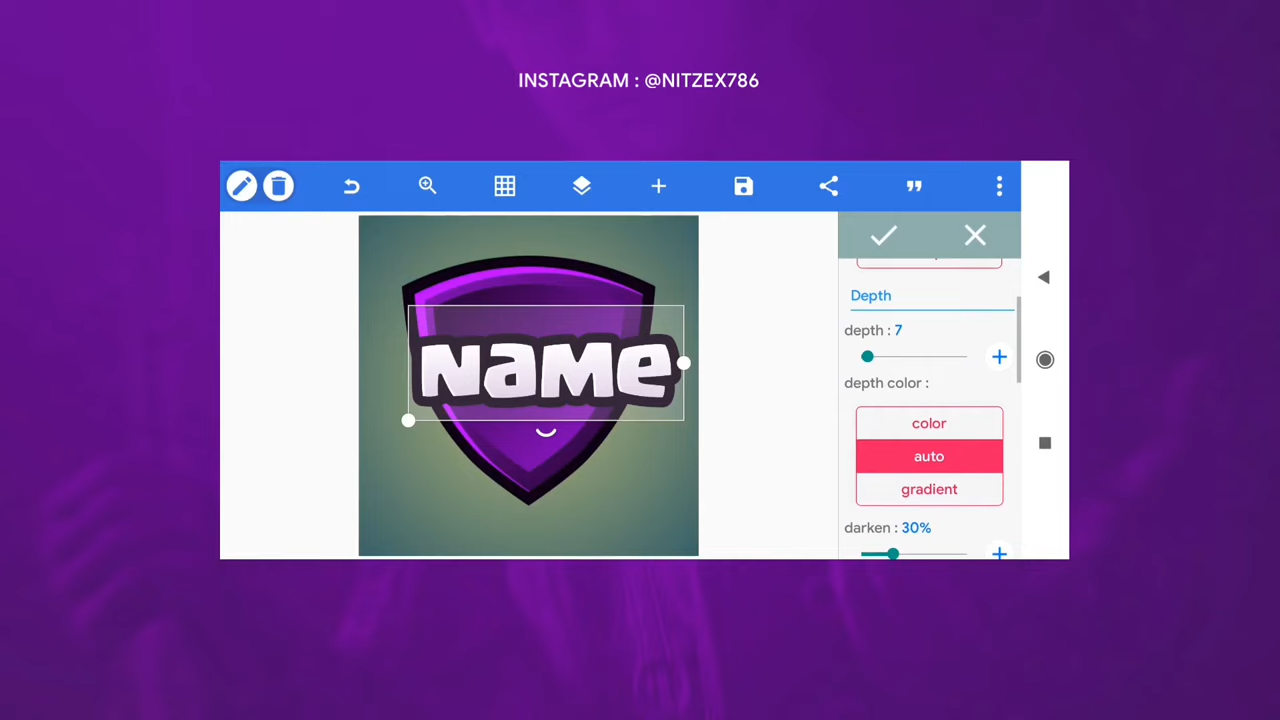 INSTAGRAM : @NITZEX786
Depth
depth : 7
NaME
depth color :
color
auto
gradient
darken : 30%